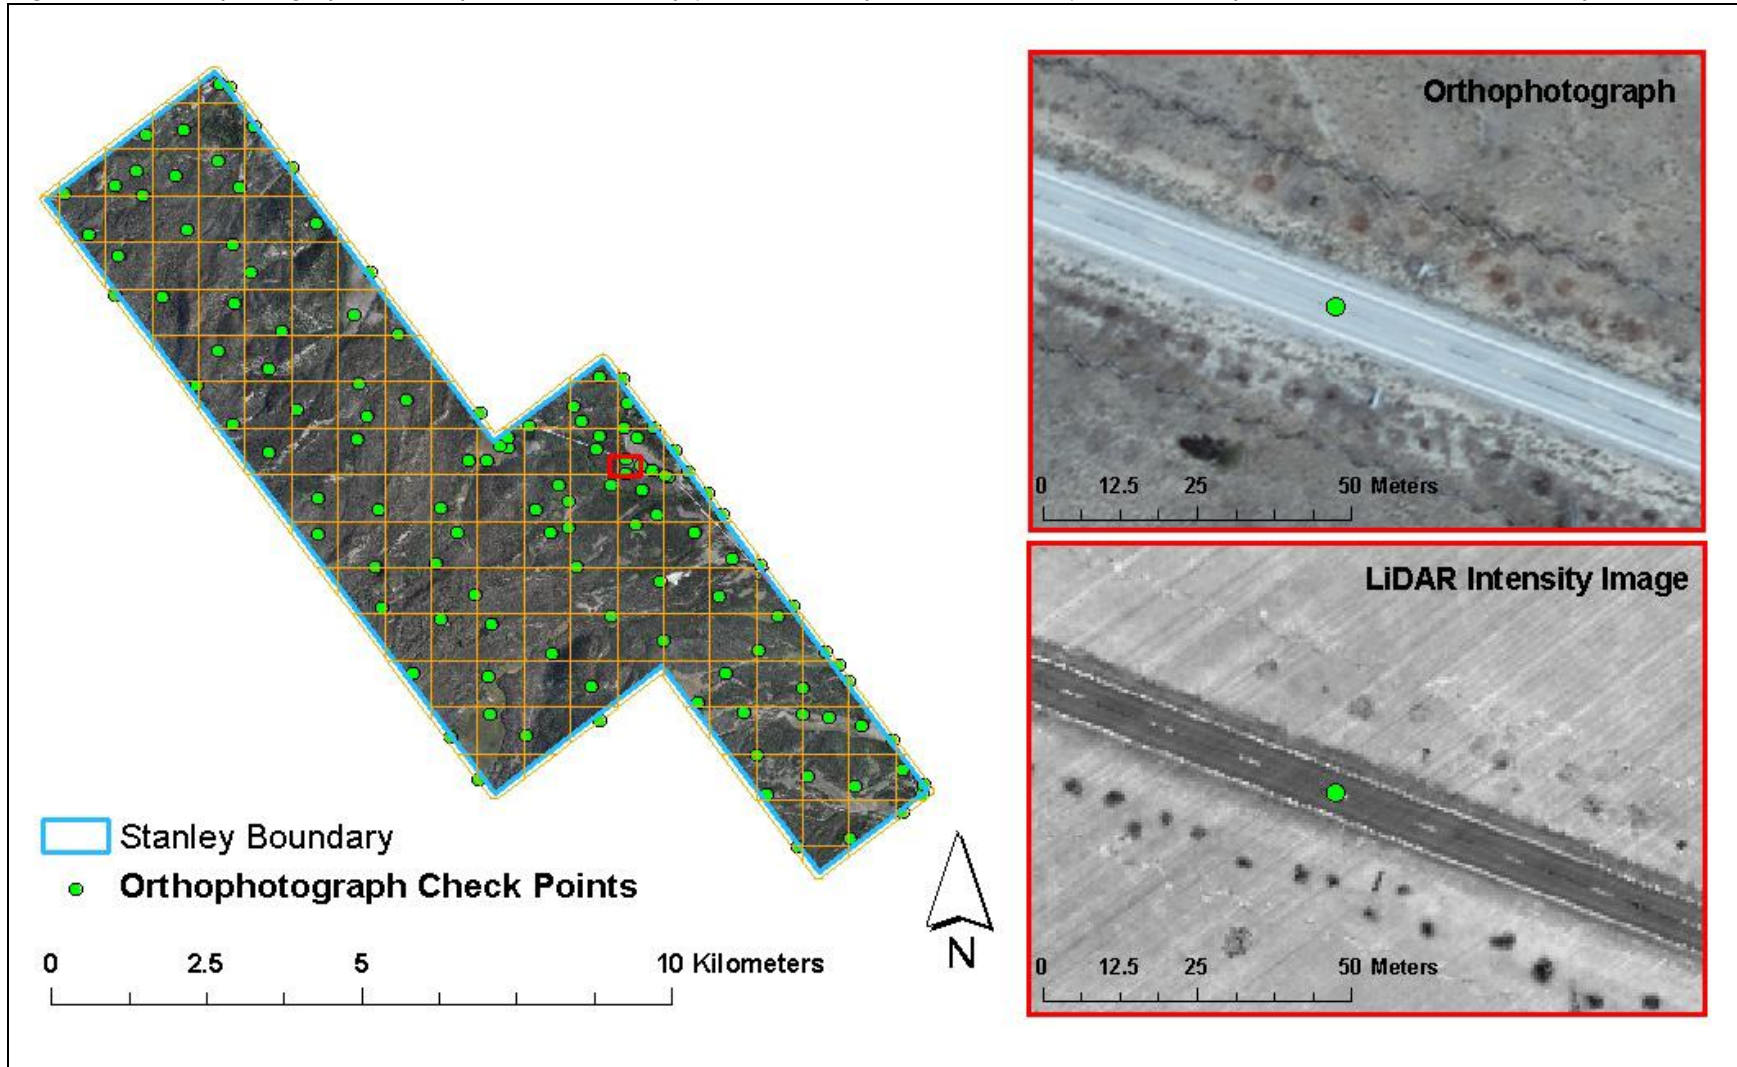 Orthophotograph
0 12.5 25 50 Meters
LiDAR Intensity Image
0 12.5 25 50 Meters
Stanley Boundary
Orthophotograph Check Points
N
0 2.5 5 10 Kilometers